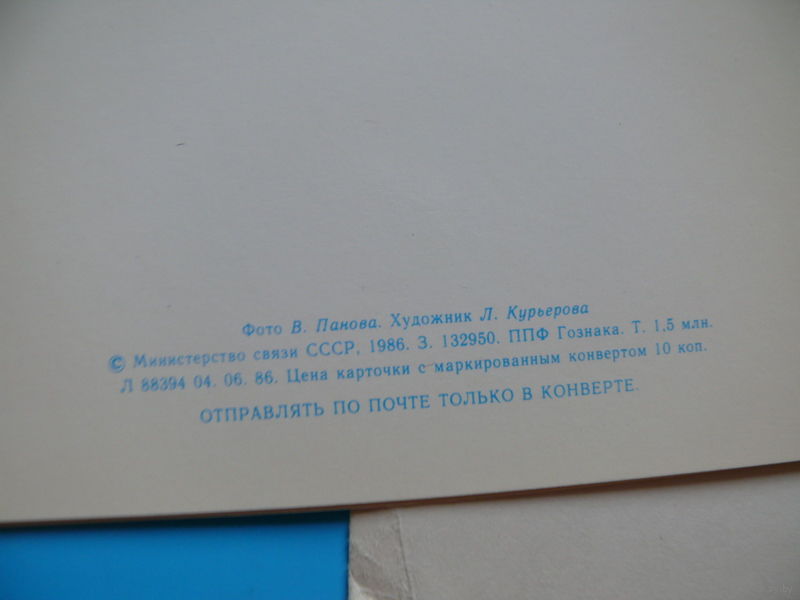 Фото В. Панова. Художник Л. Курьерова
© Министерство связи СССР, 1986. З. 132950. ППФ Гознака. Т. 1,5 млн.
Л 88394 04. 06. 86. Цена карточки с маркированным конвертом 10 коп.
ОТПРАВЛЯТЬ ПО ПОЧТЕ ТОЛЬКО В КОНВЕРТЕ.